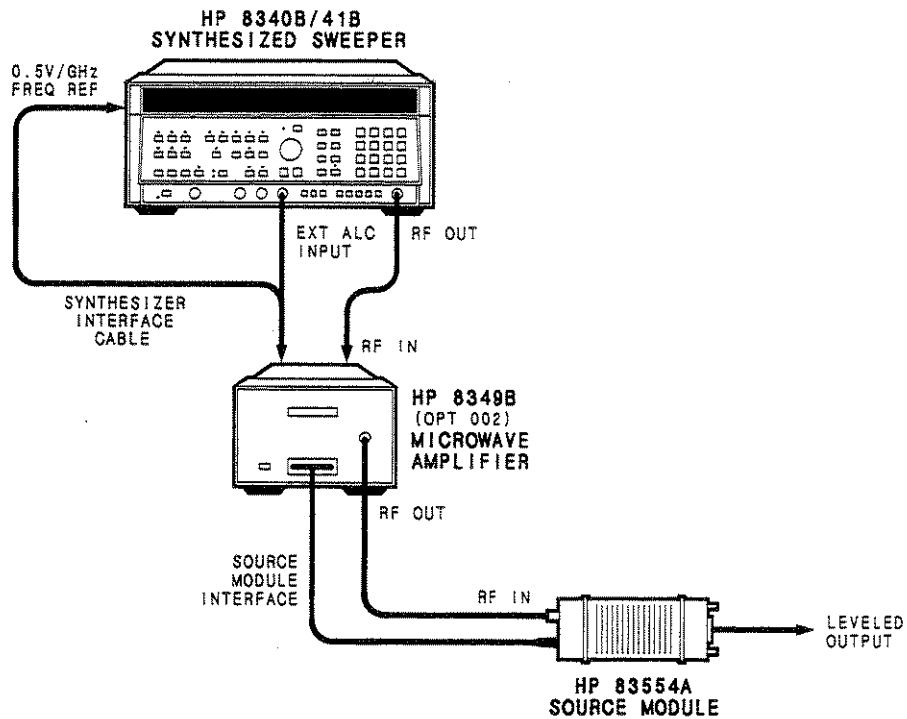 HP 8340B/41B
SYNTHESIZED SWEEPER
0.5V/GHz
FREQ REF
EXT ALC
INPUT
RF OUT
SYNTHESIZER
INTERFACE
CABLE
RF IN
HP 8349B
(OPT 002)
MICROWAVE
AMPLIFIER
RF OUT
SOURCE
MODULE
INTERFACE
RF IN
LEVELED
OUTPUT
HP 83554A
SOURCE MODULE